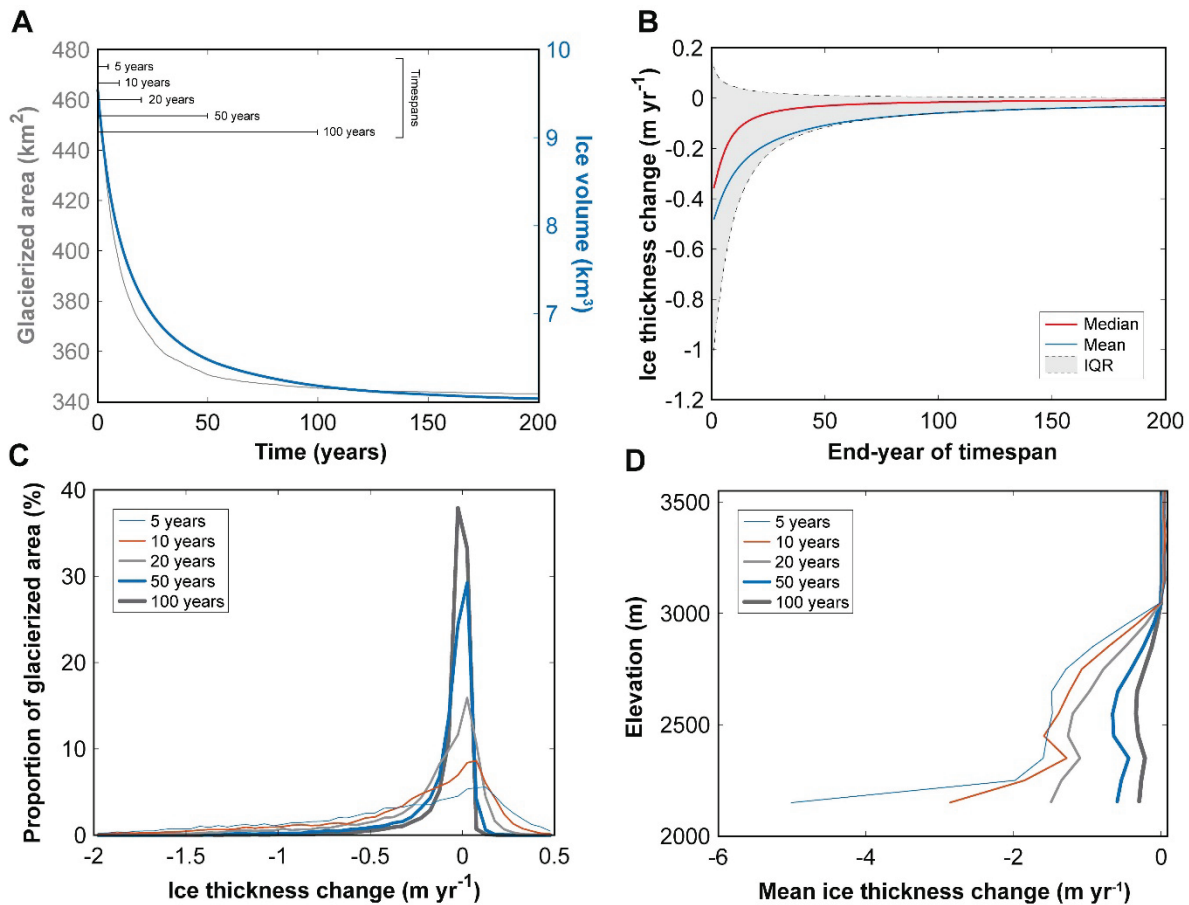 A
Glacierized area (km²)
480
460
440
420
400
380
360
340
5 years
10 years
20 years
50 years
100 years
Timespans
10
9
8
7
Ice volume (km³)
0
50
100
150
200
Time (years)
B
Ice thickness change (m yr⁻¹)
0.2
0
-0.2
-0.4
-0.6
-0.8
-1
-1.2
Median
Mean
IQR
0
50
100
150
200
End-year of timespan
C
Proportion of glacierized area (%)
40
30
20
10
0
5 years
10 years
20 years
50 years
100 years
-2
-1.5
-1
-0.5
0
0.5
Ice thickness change (m yr⁻¹)
D
Elevation (m)
3500
3000
2500
2000
5 years
10 years
20 years
50 years
100 years
-6
-4
-2
0
Mean ice thickness change (m yr⁻¹)